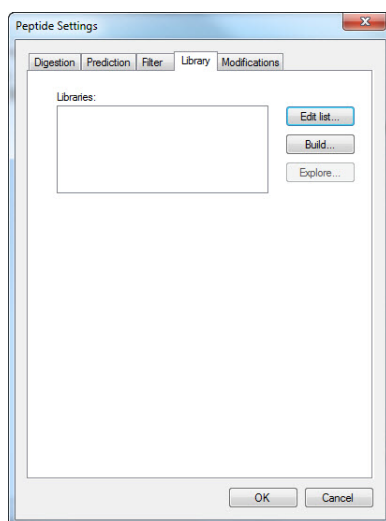 Peptide Settings
Digestion Prediction Filter Library Modifications
Libraries:
Edit list...
Build...
Explore...
OK Cancel